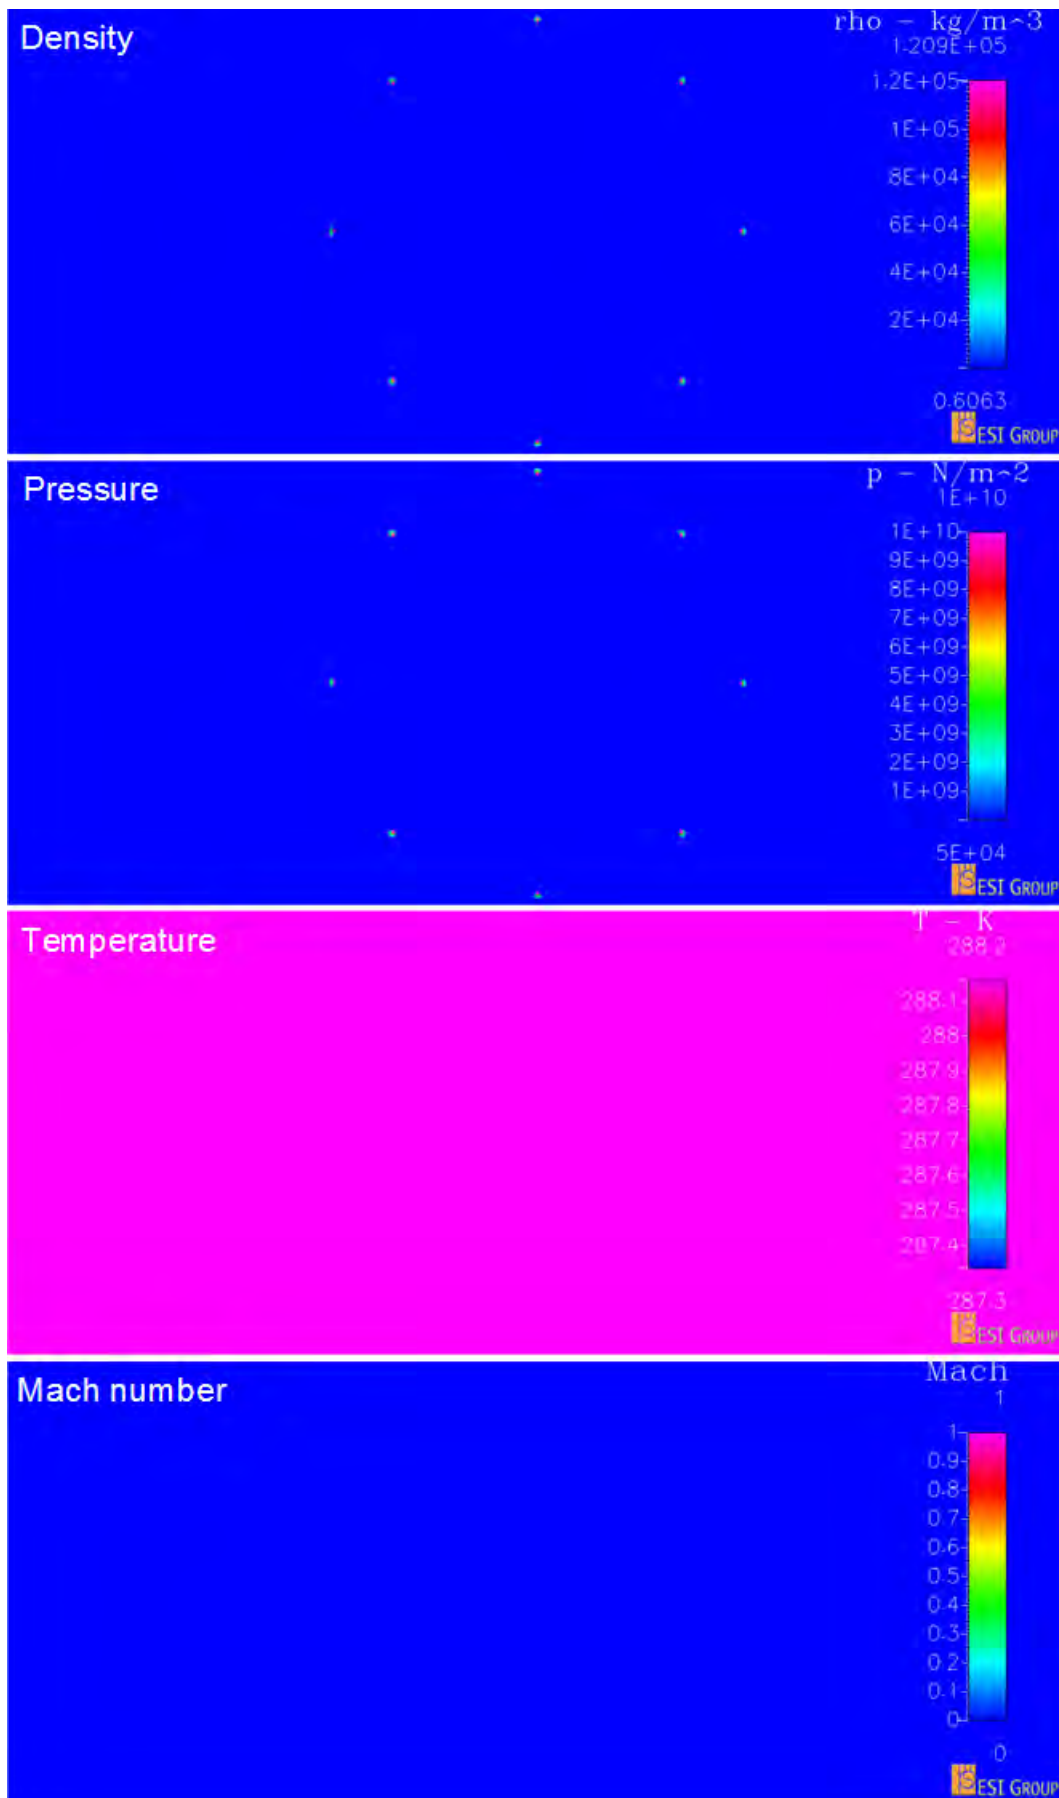 Density
rho - kg/m^3
1.209E+05
1.2E+05
1E+05
8E+04
6E+04
4E+04
2E+04
0.6063
ESI GROUP
Pressure
p - N/m^2
1E+10
1E+10
9E+09
8E+09
7E+09
6E+09
5E+09
4E+09
3E+09
2E+09
1E+09
5E+04
ESI GROUP
Temperature
T - K
288.2
288.1
288
287.9
287.8
287.7
287.6
287.5
287.4
287.3
ESI GROUP
Mach number
Mach
1
1
0.9
0.8
0.7
0.6
0.5
0.4
0.3
0.2
0.1
0
0
ESI GROUP